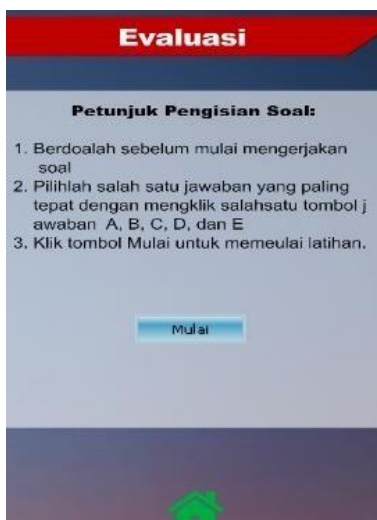 Evaluasi
Petunjuk Pengisian Soal:
1. Berdoalah sebelum mulai mengerjakan
soal
2. Pilihlah salah satu jawaban yang paling
tepat dengan mengklik salahsatu tombol j
awaban A, B, C, D, dan E
3. Klik tombol Mulai untuk memeulai latihan.
Mulai